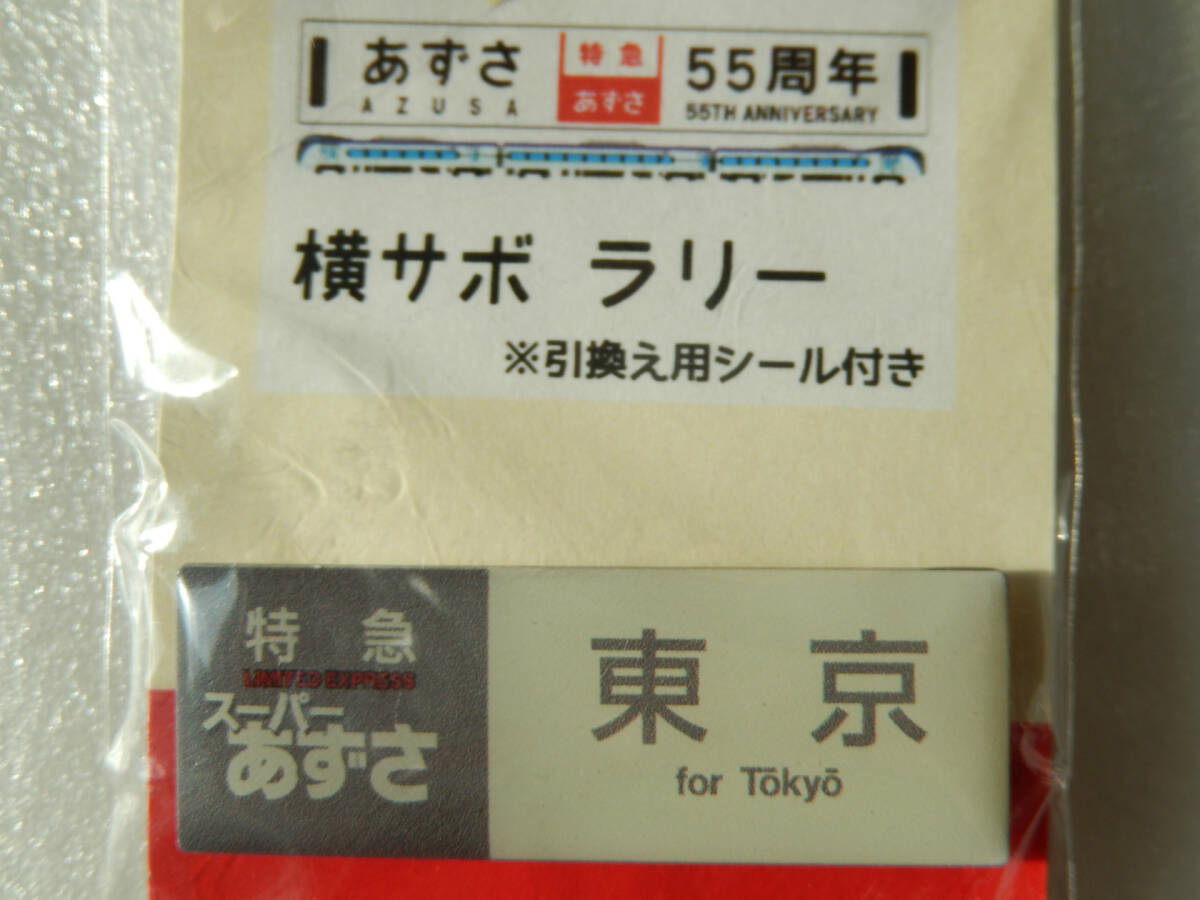 あずさ 特急 55周年
AZUSA あずさ 55TH ANNIVERSARY
横サボ ラリー
※引換え用シール付き
特急
LIMITED EXPRESS
スーパー
あずさ
東京
for Tōkyō